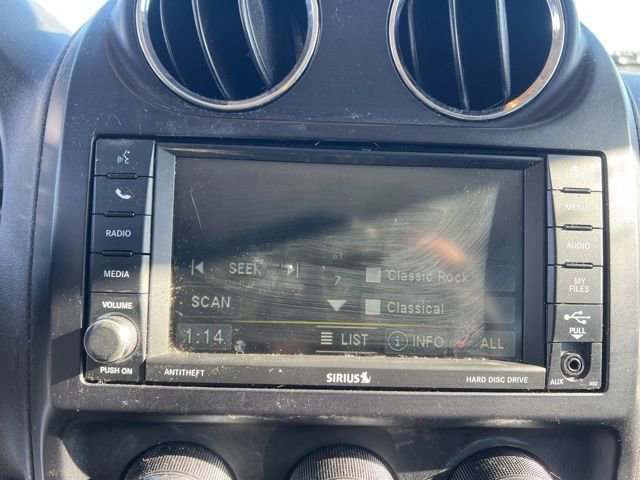 RADIO
MEDIA
VOLUME
PUSH ON
MENU
AUDIO
MY
FILES
PULL
AUX
SEEK
7
Classic Rock
SCAN
Classical
1:14
LIST
INFO
ALL
ANTITHEFT
SIRIUS
HARD DISC DRIVE